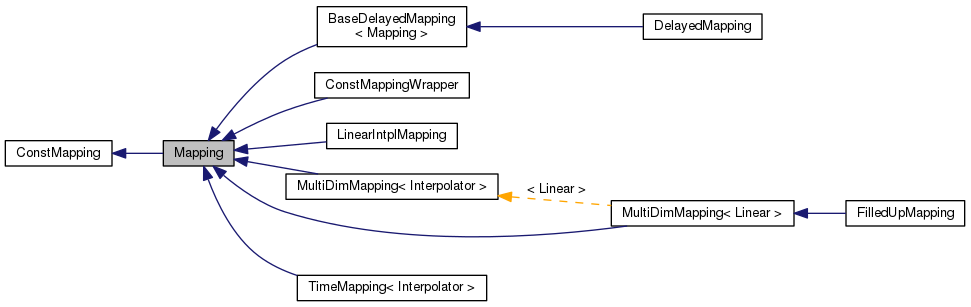 BaseDelayedMapping
< Mapping >
DelayedMapping
ConstMappingWrapper
LinearIntplMapping
ConstMapping
Mapping
MultiDimMapping< Interpolator >
< Linear >
MultiDimMapping< Linear >
FilledUpMapping
TimeMapping< Interpolator >